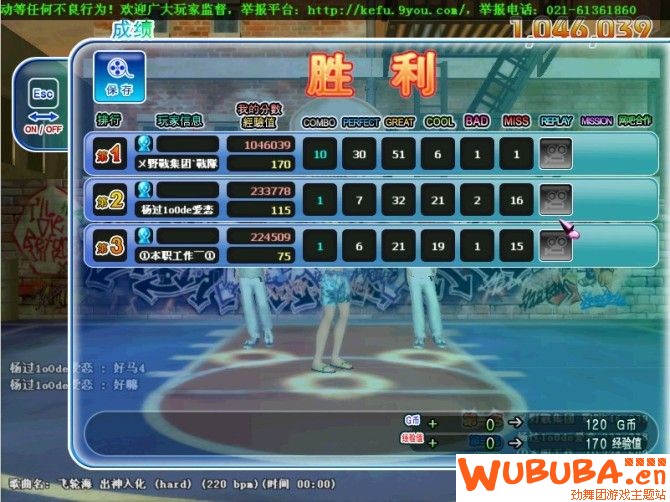 动等任何不良行为!欢迎广大玩家监督,举报平台: http://kefu.9you.com/, 举报电话: 021-61361860
成绩
1,046,039
胜 利
保存
Esc
ON/OFF
排行 玩家信息 我的分数 經驗值 COMBO PERFECT GREAT COOL BAD MISS REPLAY MISSION 网吧合作
第1 1046039 10 30 51 6 1 1
乄野戰集团*戰隊 170
第2 233778 1 7 32 21 2 16
杨过1o0de爱恋 115
第3 224509 1 6 21 19 1 15
①本职工作￣① 75
杨过1o0de爱恋 : 好马4
杨过1o0de爱恋 : 好嘛
G币 + 0 → 120 G币
经验值 + 0 → 170 经验值
歌曲名: 飞轮海 出神入化 (hard) (220 bpm)(时间 00:00)
WUBUBA.cn
劲舞团游戏主题站